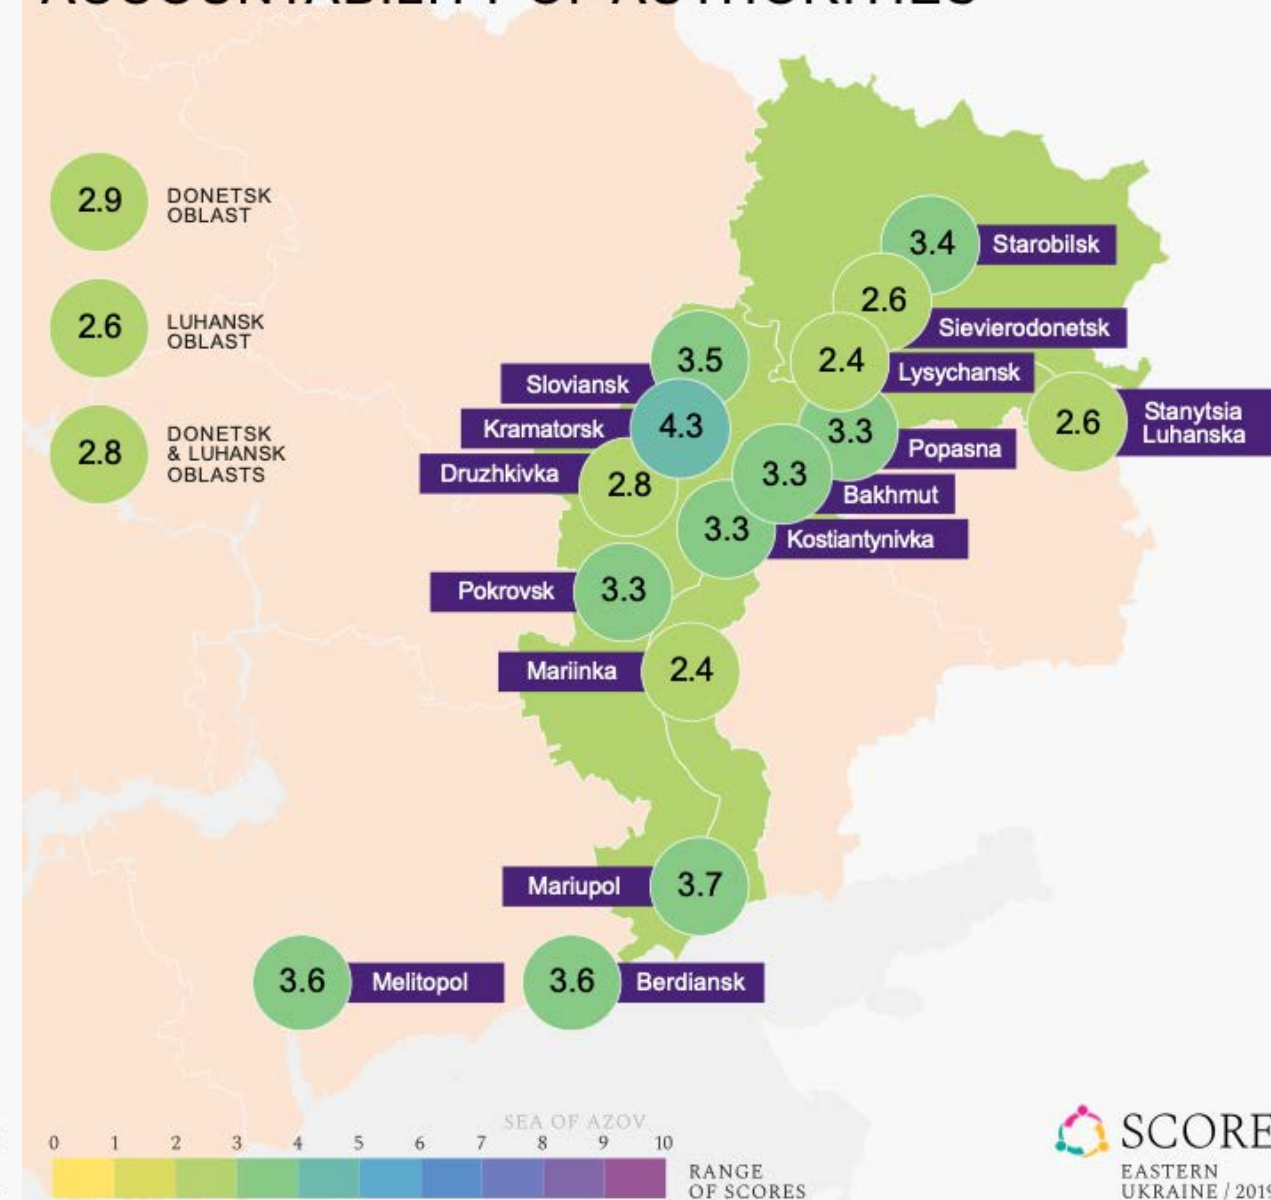 ACCOUNTABILITY OF AUTHORITIES
2.9
DONETSK
OBLAST
2.6
LUHANSK
OBLAST
2.8
DONETSK
& LUHANSK
OBLASTS
3.4
Starobilsk
2.6
Sievierodonetsk
2.4
Lysychansk
2.6
Stanytsia
Luhanska
3.5
Sloviansk
4.3
Kramatorsk
3.3
Popasna
2.8
Druzhkivka
3.3
Bakhmut
3.3
Kostiantynivka
3.3
Pokrovsk
2.4
Mariinka
3.7
Mariupol
3.6
Melitopol
3.6
Berdiansk
SEA OF AZOV
0 1 2 3 4 5 6 7 8 9 10
RANGE
OF SCORES
SCORE
EASTERN
UKRAINE / 2019